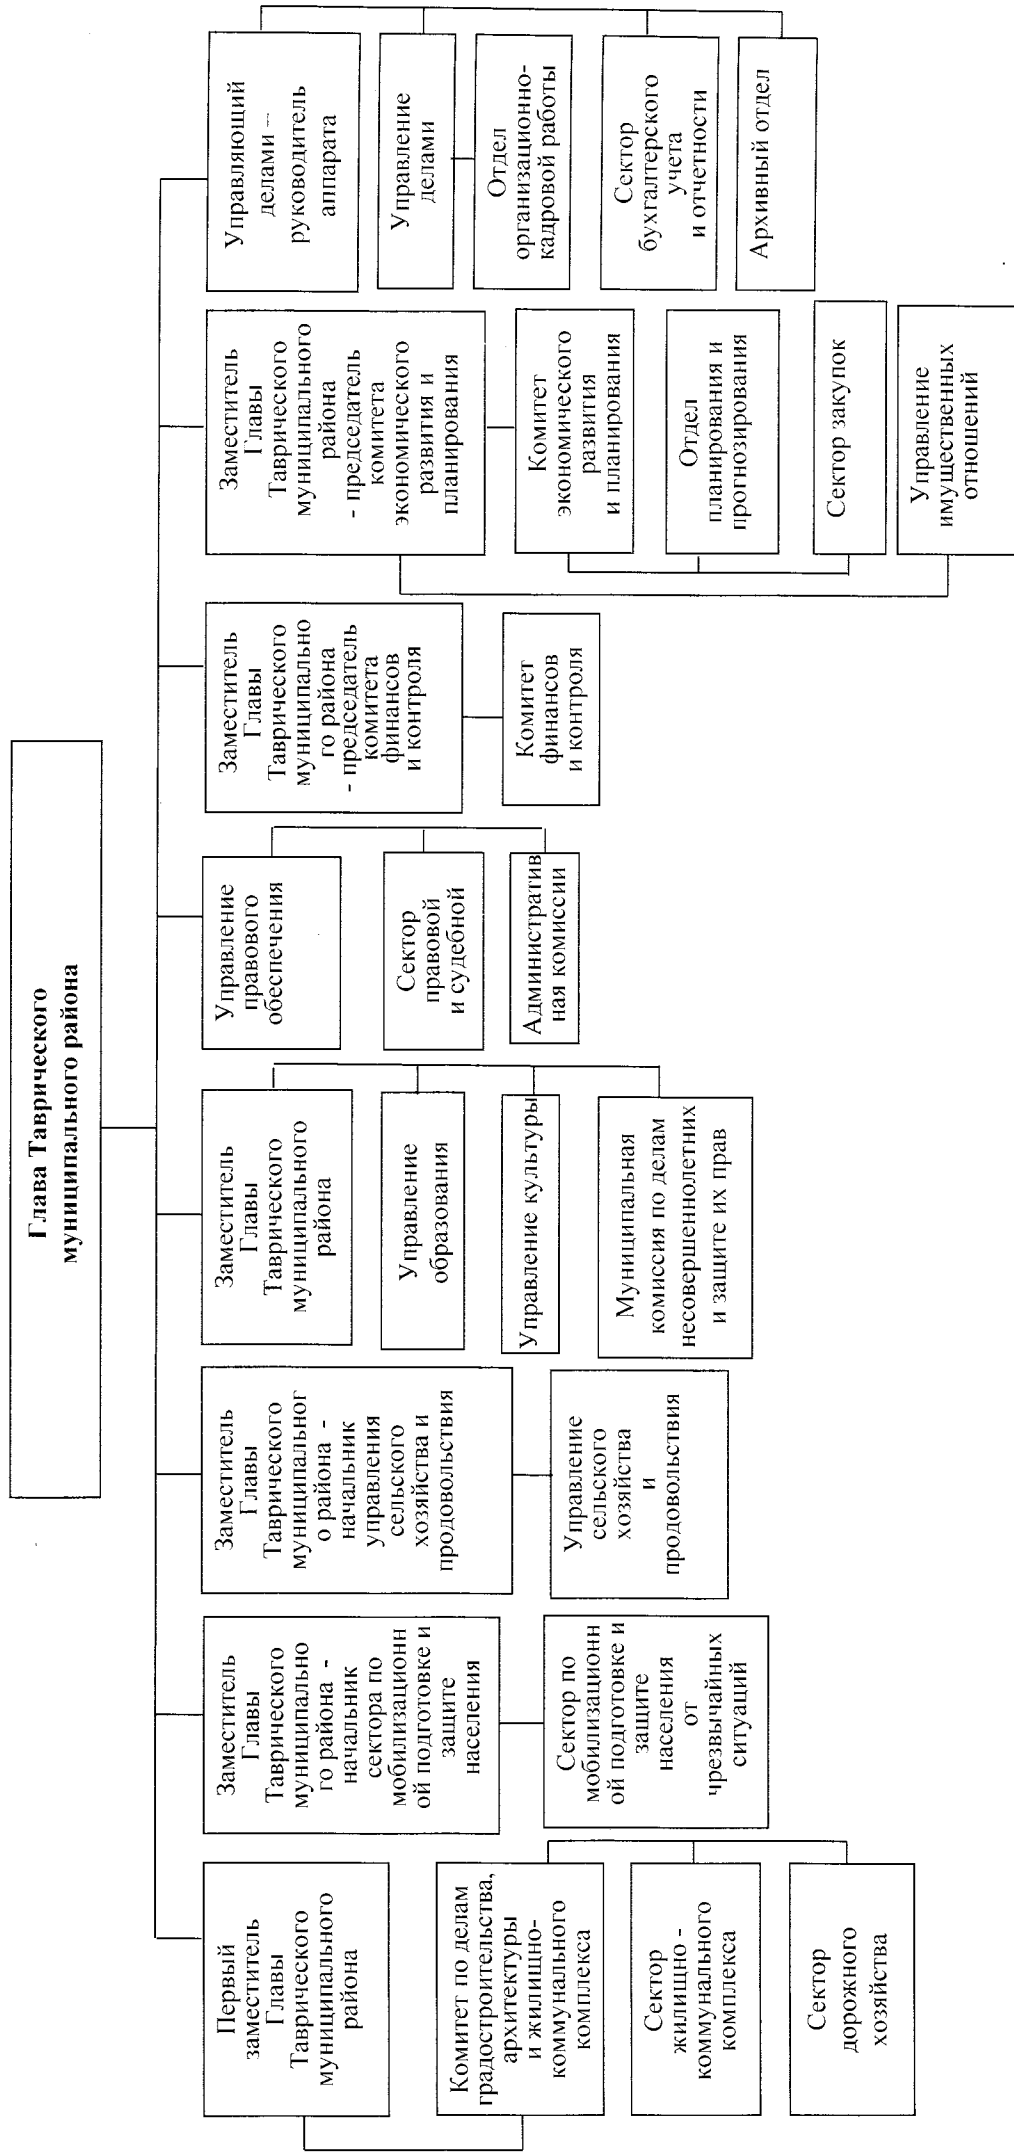 Глава Таврического
муниципального района
Первый
заместитель
Главы
Таврического
муниципального
района
Комитет по делам
градостроительства,
архитектуры
и жилищно-
коммунального
комплекса
Сектор
жилищно -
коммунального
комплекса
Сектор
дорожного
хозяйства
Заместитель
Главы
Таврического
муниципально
го района -
начальник
сектора по
мобилизационн
ой подготовке и
защите
населения
Сектор по
мобилизационн
ой подготовке и
защите
населения
от
чрезвычайных
ситуаций
Заместитель
Главы
Таврического
муниципальног
о района -
начальник
управления
сельского
хозяйства и
продовольствия
Управление
сельского
хозяйства
и
продовольствия
Заместитель
Главы
Таврического
муниципального
района
Управление
образования
Управление культуры
Муниципальная
комиссия по делам
несовершеннолетних
и защите их прав
Управление
правового
обеспечения
Сектор
правовой
и судебной
Административ
ная комиссии
Заместитель
Главы
Таврического
муниципально
го района
- председатель
комитета
финансов
и контроля
Комитет
финансов
и контроля
Заместитель
Главы
Таврического
муниципального
района
- председатель
комитета
экономического
развития и
планирования
Комитет
экономического
развития
и планирования
Отдел
планирования и
прогнозирования
Сектор закупок
Управление
имущественных
отношений
Управляющий
делами –
руководитель
аппарата
Управление
делами
Отдел
организационно-
кадровой работы
Сектор
бухгалтерского
учета
и отчетности
Архивный отдел